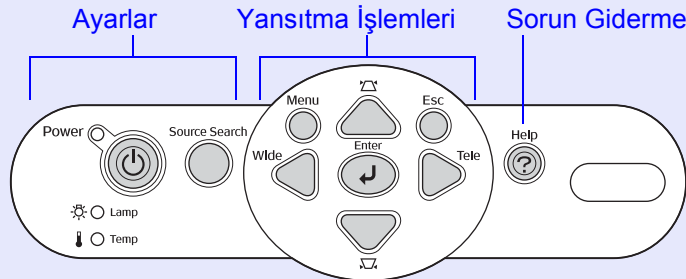 Ayarlar
Yansıtma İşlemleri
Sorun Giderme
Menu
Esc
Power
Source Search
Help
Wide
Enter
Tele
Lamp
Temp